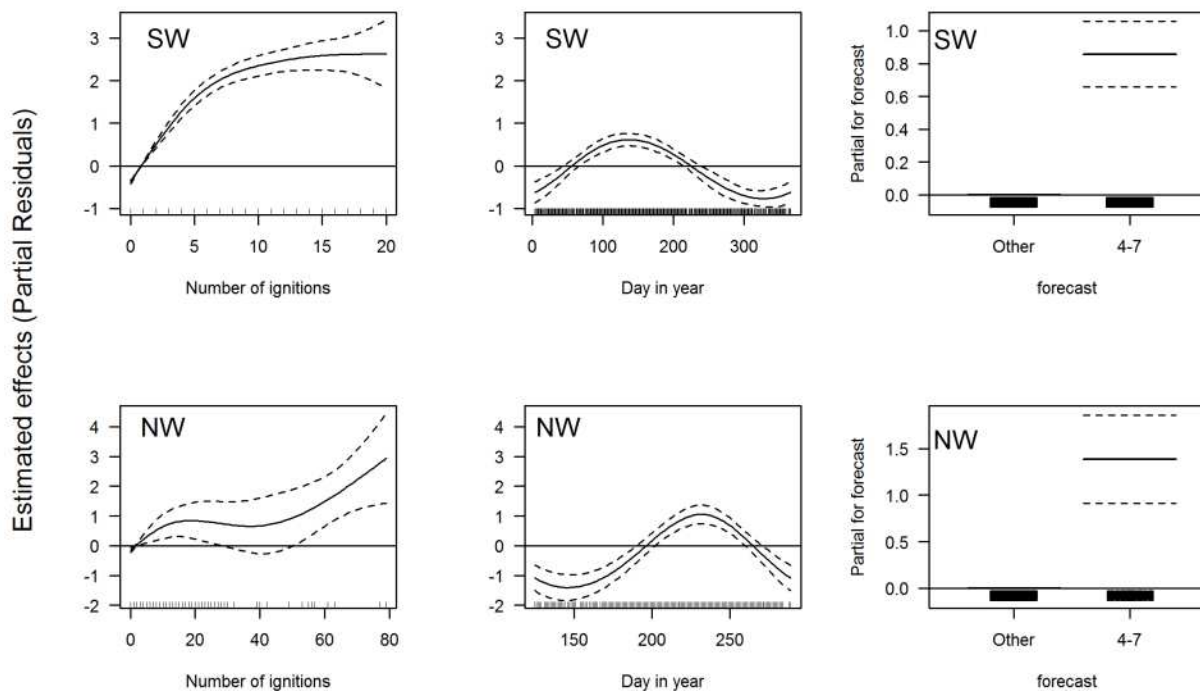 Estimated effects (Partial Residuals)
SW
3
2
1
0
-1
0 5 10 15 20
Number of ignitions
SW
3
2
1
0
-1
0 100 200 300
Day in year
SW
Partial for forecast
1.0
0.8
0.6
0.4
0.2
0.0
Other 4-7
forecast
NW
4
3
2
1
0
-1
-2
0 20 40 60 80
Number of ignitions
NW
4
3
2
1
0
-1
-2
150 200 250
Day in year
NW
Partial for forecast
1.5
1.0
0.5
0.0
Other 4-7
forecast